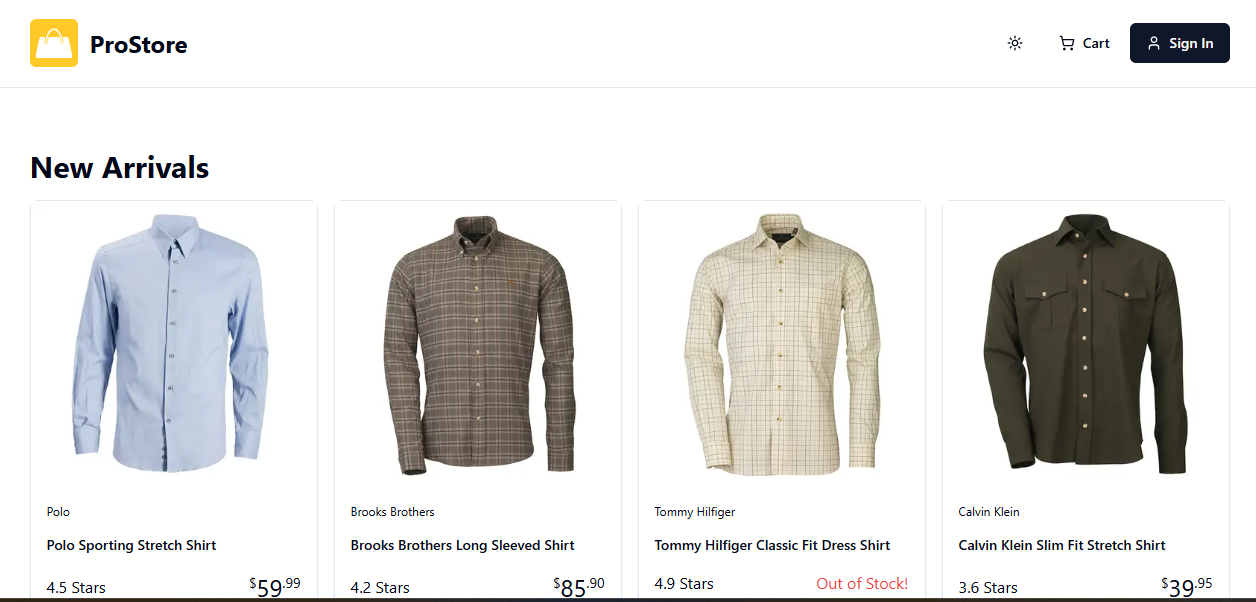 ProStore
Cart
Sign In
New Arrivals
Polo
Polo Sporting Stretch Shirt
4.5 Stars
$59.99
Brooks Brothers
Brooks Brothers Long Sleeved Shirt
4.2 Stars
$85.90
Tommy Hilfiger
Tommy Hilfiger Classic Fit Dress Shirt
4.9 Stars
Out of Stock!
Calvin Klein
Calvin Klein Slim Fit Stretch Shirt
3.6 Stars
$39.95